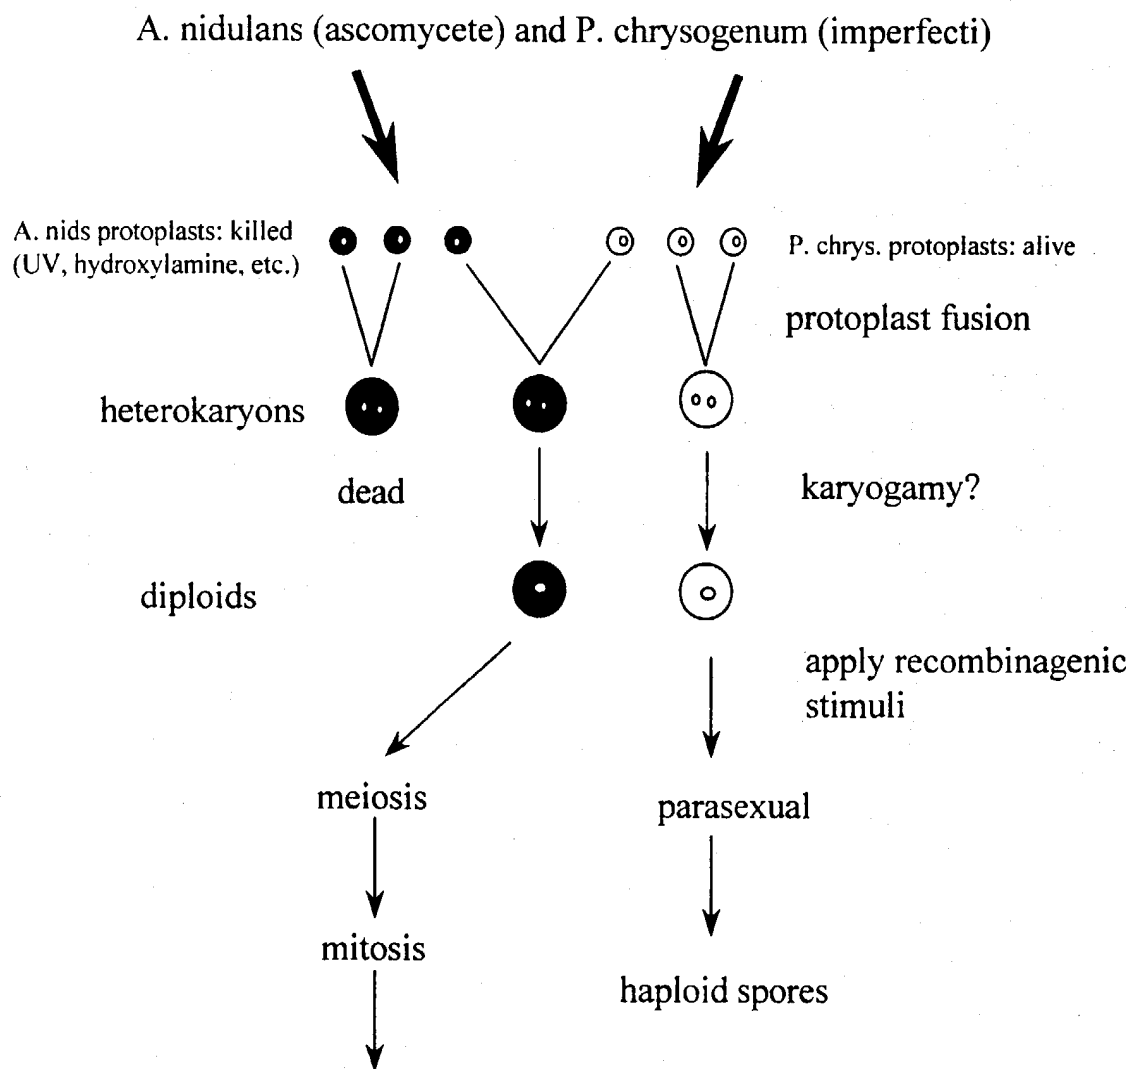 A. nidulans (ascomycete) and P. chrysogenum (imperfecti)
A. nids protoplasts: killed
(UV, hydroxylamine, etc.)
P. chrys. protoplasts: alive
protoplast fusion
heterokaryons
dead
karyogamy?
diploids
apply recombinagenic
stimuli
meiosis
parasexual
mitosis
haploid spores